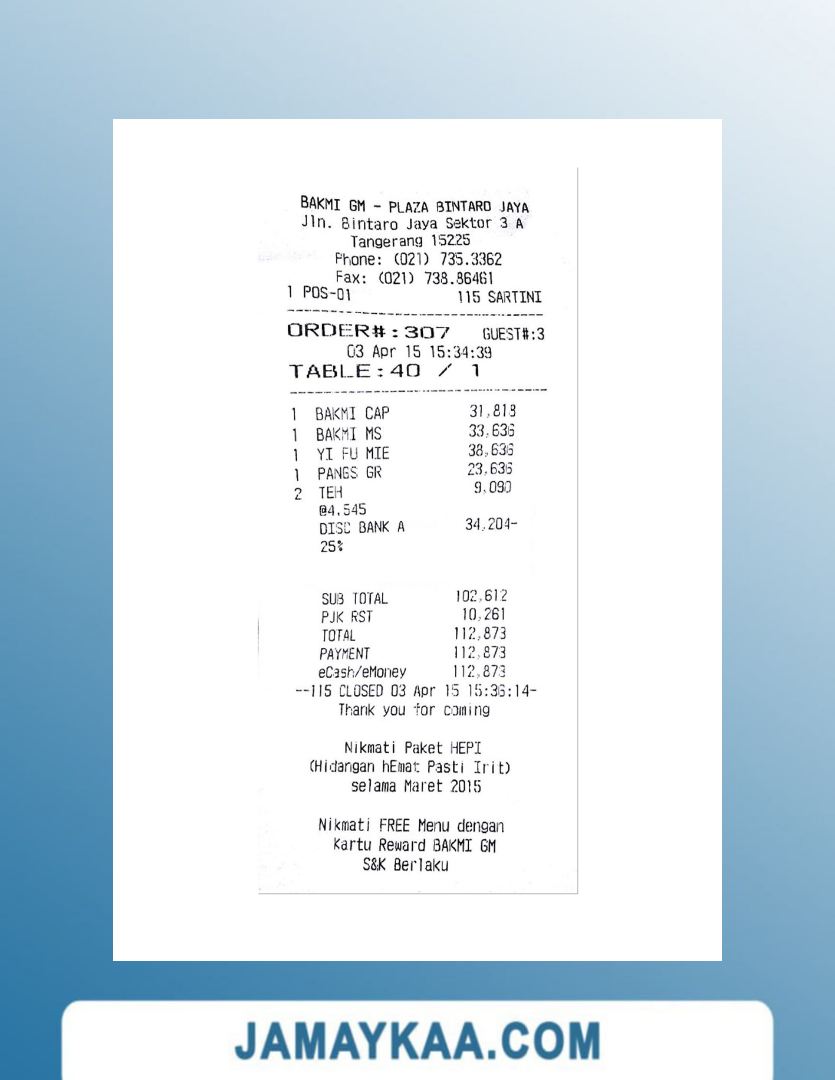 BAKMI GM - PLAZA BINTARO JAYA
Jln. Bintaro Jaya Sektor 3 A
Tangerang 15225
Phone: (021) 735.3362
Fax: (021) 738.86461
1 POS-01 115 SARTINI
ORDER#:307 GUEST#:3
03 Apr 15 15:34:39
TABLE:40 / 1
1 BAKMI CAP 31,818
1 BAKMI MS 33,636
1 YI FU MIE 38,636
1 PANGS GR 23,636
2 TEH 9,090
@4,545
DISC BANK A 34,204-
25%
SUB TOTAL 102,612
PJK RST 10,261
TOTAL 112,873
PAYMENT 112,873
eCash/eMoney 112,873
--115 CLOSED 03 Apr 15 15:36:14-
Thank you for coming
Nikmati Paket HEPI
(Hidangan hEmat Pasti Irit)
selama Maret 2015
Nikmati FREE Menu dengan
Kartu Reward BAKMI GM
S&K Berlaku
JAMAYKAA.COM